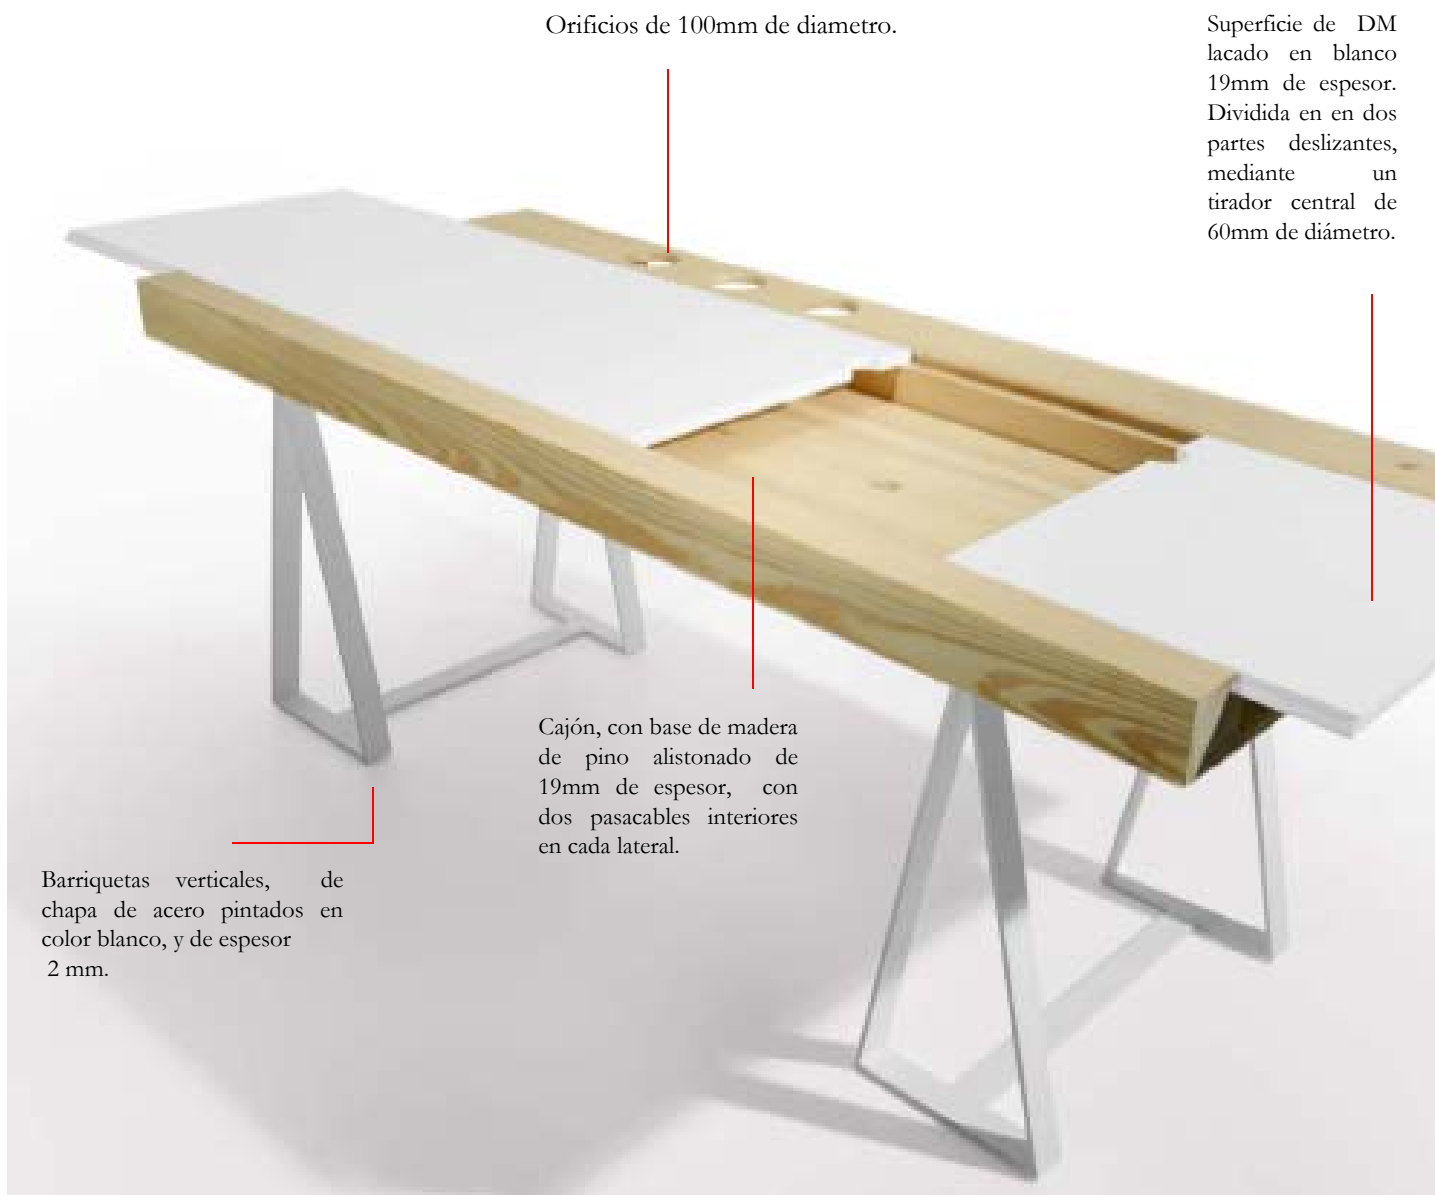 Orificios de 100mm de diametro.
Superficie de DM
lacado en blanco
19mm de espesor.
Dividida en en dos
partes deslizantes,
mediante un
tirador central de
60mm de diámetro.
Cajón, con base de madera
de pino alistonado de
19mm de espesor, con
dos pasacables interiores
en cada lateral.
Barriquetas verticales, de
chapa de acero pintados en
color blanco, y de espesor
2 mm.